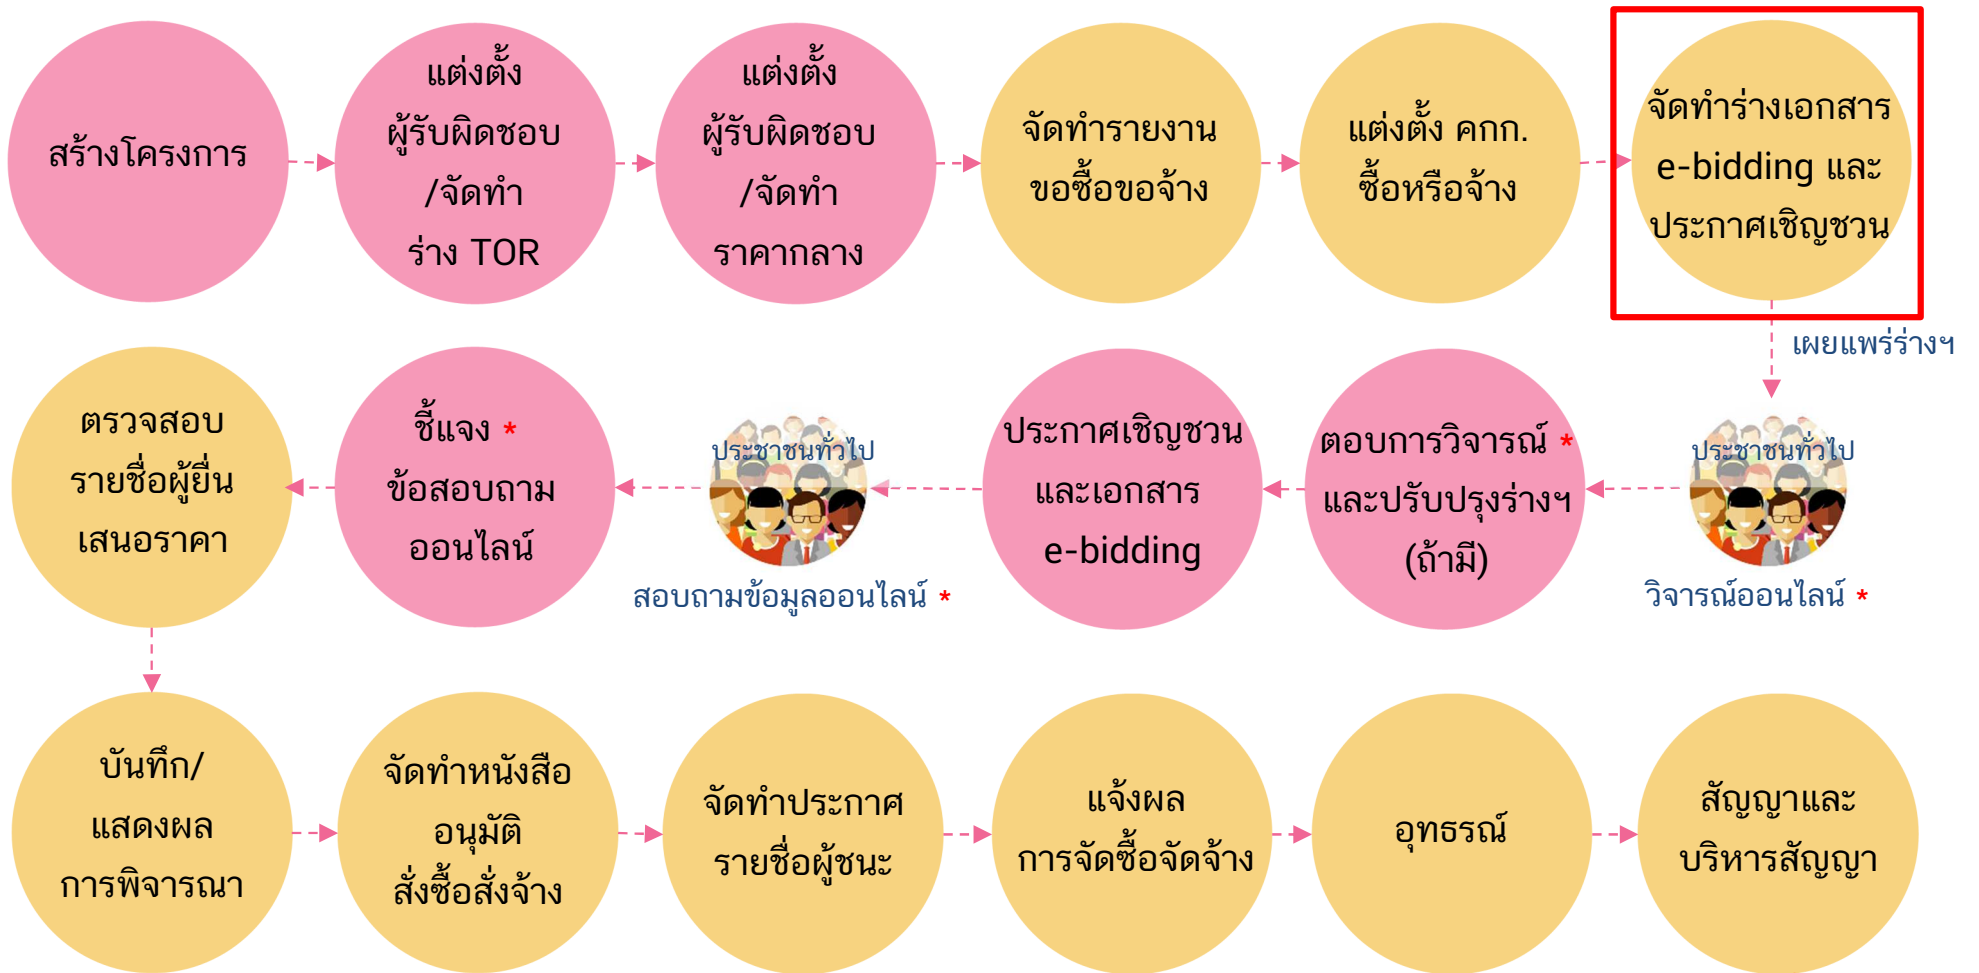 สร้างโครงการ
แต่งตั้ง
ผู้รับผิดชอบ
/จัดทำ
ร่าง TOR
แต่งตั้ง
ผู้รับผิดชอบ
/จัดทำ
ราคากลาง
จัดทำรายงาน
ขอซื้อขอจ้าง
แต่งตั้ง คกก.
ซื้อหรือจ้าง
จัดทำร่างเอกสาร
e-bidding และ
ประกาศเชิญชวน
เผยแพร่ร่างฯ
ประชาชนทั่วไป
วิจารณ์ออนไลน์ *
ตอบการวิจารณ์ *
และปรับปรุงร่างฯ
(ถ้ามี)
ประกาศเชิญชวน
และเอกสาร
e-bidding
ประชาชนทั่วไป
สอบถามข้อมูลออนไลน์ *
ชี้แจง *
ข้อสอบถาม
ออนไลน์
ตรวจสอบ
รายชื่อผู้ยื่น
เสนอราคา
บันทึก/
แสดงผล
การพิจารณา
จัดทำหนังสือ
อนุมัติ
สั่งซื้อสั่งจ้าง
จัดทำประกาศ
รายชื่อผู้ชนะ
แจ้งผล
การจัดซื้อจัดจ้าง
อุทธรณ์
สัญญาและ
บริหารสัญญา